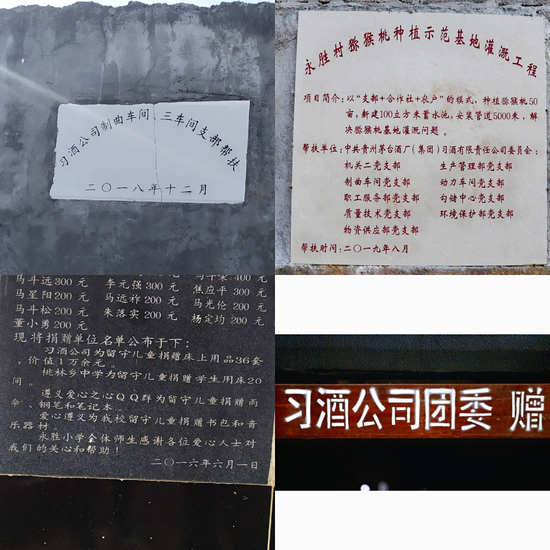 习酒公司制曲车间、三车间支部帮扶
二〇一八年十二月
永胜村猕猴桃种植示范基地灌溉工程
项目简介：以“支部+合作社+农户”的模式，种植猕猴机50
亩，新建100立方米蓄水池，安装管道5000米，解
决猕猴桃基地灌溉问题。
帮扶单位：中共贵州茅台酒厂（集团）习酒有限责任公司委员会：
机关二党支部 生产管理部党支部
制曲车间党支部 动力车间党支部
职工服务部党支部 勾储中心党支部
质量技术党支部 环境保护部党支部
物资供应部党支部
帮扶时间：二〇一九年八月
马斗远300元 李元强300元 焦应平300元
马星阳200元 马远祚200元 马光伦200元
马斗松200元 朱落实200元 杨定均200元
董小勇200元
现将捐赠单位名单公布于下：
习酒公司为留守儿童捐赠床上用品36套
、价值1万余元。
桃林乡中学为留守儿童捐赠学生用床20
间。
遵义爱心之心QQ群为留守儿童捐赠雨
伞、钢笔和笔记本。
爱心遵义为我校留守儿童捐赠书包和音
乐器材。
永胜小学全体师生感谢各位爱心人士对
我们的关心和帮助！
二〇一六年六月一日
习酒公司团委 赠